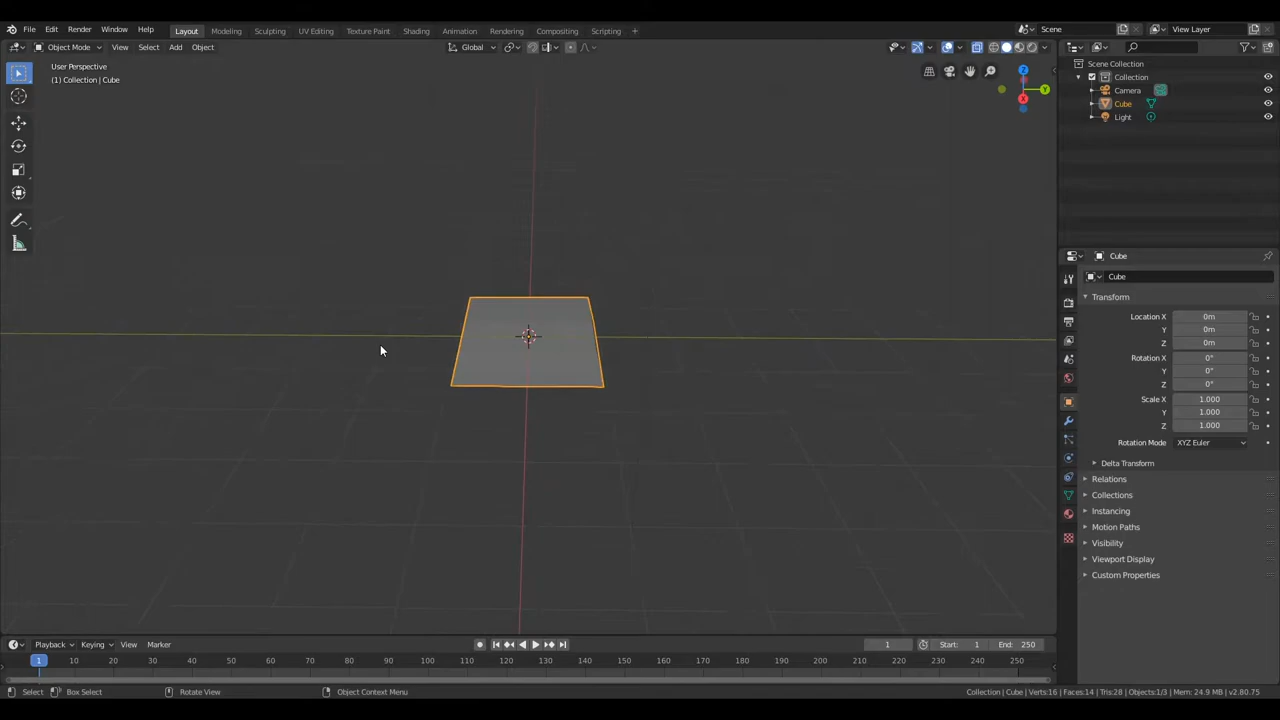 File Edit Render Window Help Layout Modeling Sculpting UV Editing Texture Paint Shading Animation Rendering Compositing Scripting + Scene View Layer
Object Mode View Select Add Object Global
User Perspective
(1) Collection | Cube
Z
Y
X
Scene Collection
Collection
Camera
Cube
Light
Cube
Cube
Transform
Location X 0m
Y 0m
Z 0m
Rotation X 0°
Y 0°
Z 0°
Scale X 1.000
Y 1.000
Z 1.000
Rotation Mode XYZ Euler
Delta Transform
Relations
Collections
Instancing
Motion Paths
Visibility
Viewport Display
Custom Properties
Playback Keying View Marker 1 Start: 1 End: 250
1 10 20 30 40 50 60 70 80 90 100 110 120 130 140 150 160 170 180 190 200 210 220 230 240 250
Select Box Select Rotate View Object Context Menu Collection | Cube | Verts:16 | Faces:14 | Tris:28 | Objects:1/3 | Mem: 24.9 MB | v2.80.75